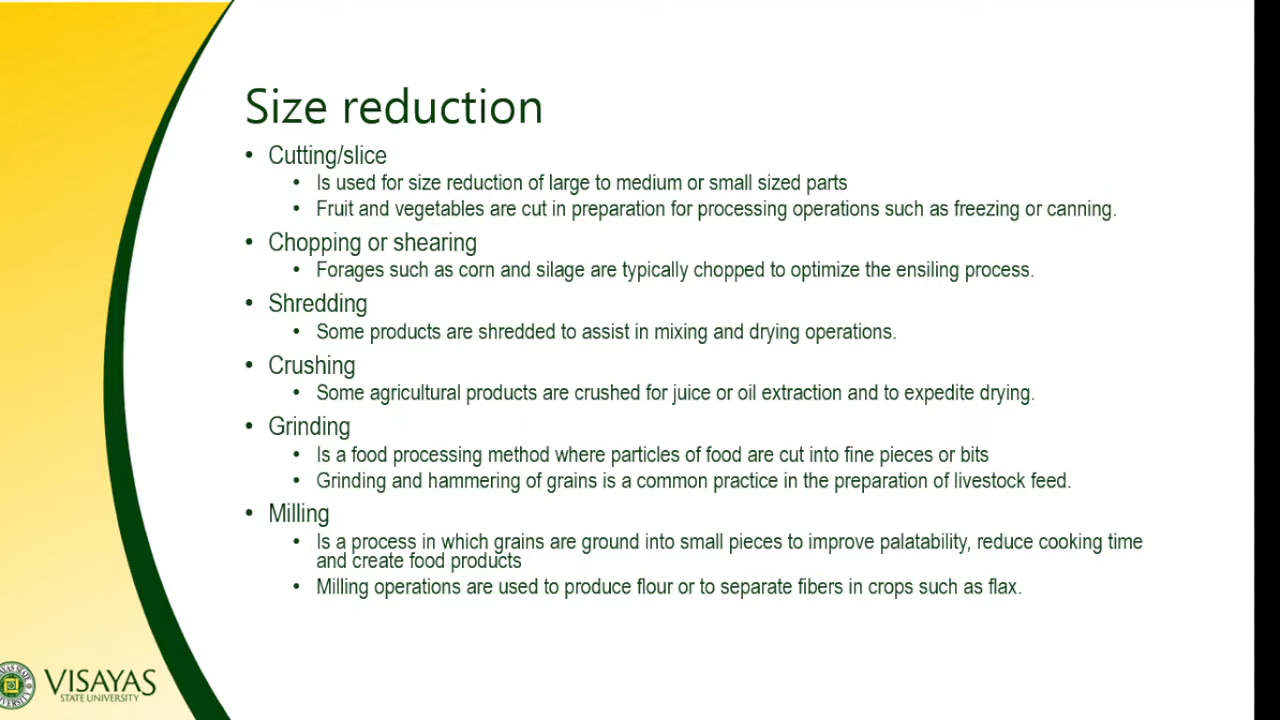 Size reduction
• Cutting/slice
• Is used for size reduction of large to medium or small sized parts
• Fruit and vegetables are cut in preparation for processing operations such as freezing or canning.
• Chopping or shearing
• Forages such as corn and silage are typically chopped to optimize the ensiling process.
• Shredding
• Some products are shredded to assist in mixing and drying operations.
• Crushing
• Some agricultural products are crushed for juice or oil extraction and to expedite drying.
• Grinding
• Is a food processing method where particles of food are cut into fine pieces or bits
• Grinding and hammering of grains is a common practice in the preparation of livestock feed.
• Milling
• Is a process in which grains are ground into small pieces to improve palatability, reduce cooking time
and create food products
• Milling operations are used to produce flour or to separate fibers in crops such as flax.
VISAYAS
STATE UNIVERSITY